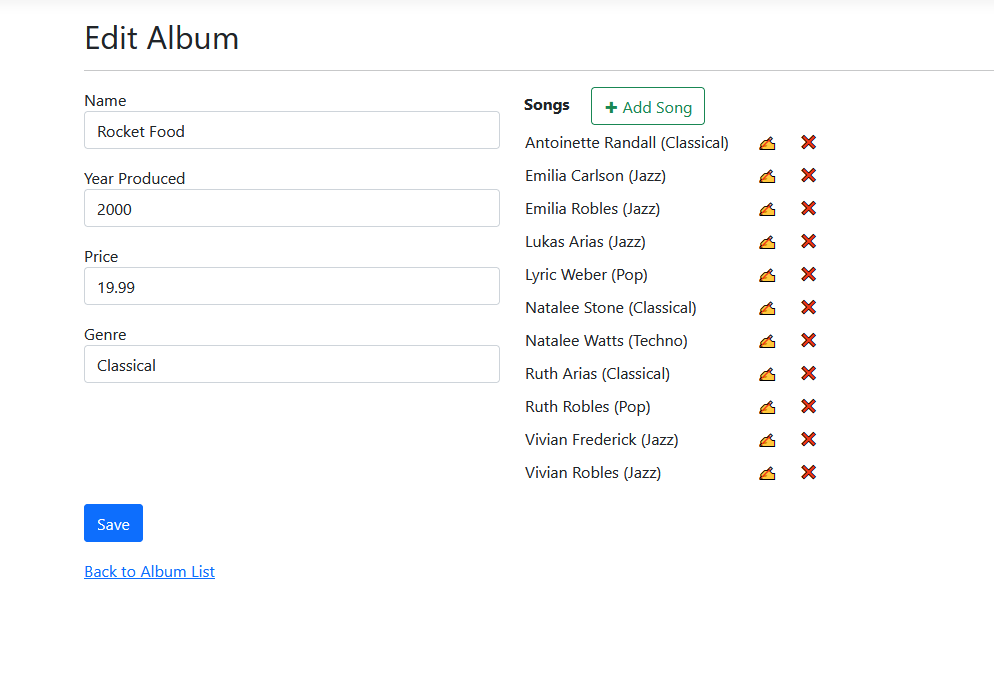 Edit Album
Name
Rocket Food
Year Produced
2000
Price
19.99
Genre
Classical
Songs
+ Add Song
Antoinette Randall (Classical)
Emilia Carlson (Jazz)
Emilia Robles (Jazz)
Lukas Arias (Jazz)
Lyric Weber (Pop)
Natalee Stone (Classical)
Natalee Watts (Techno)
Ruth Arias (Classical)
Ruth Robles (Pop)
Vivian Frederick (Jazz)
Vivian Robles (Jazz)
Save
Back to Album List